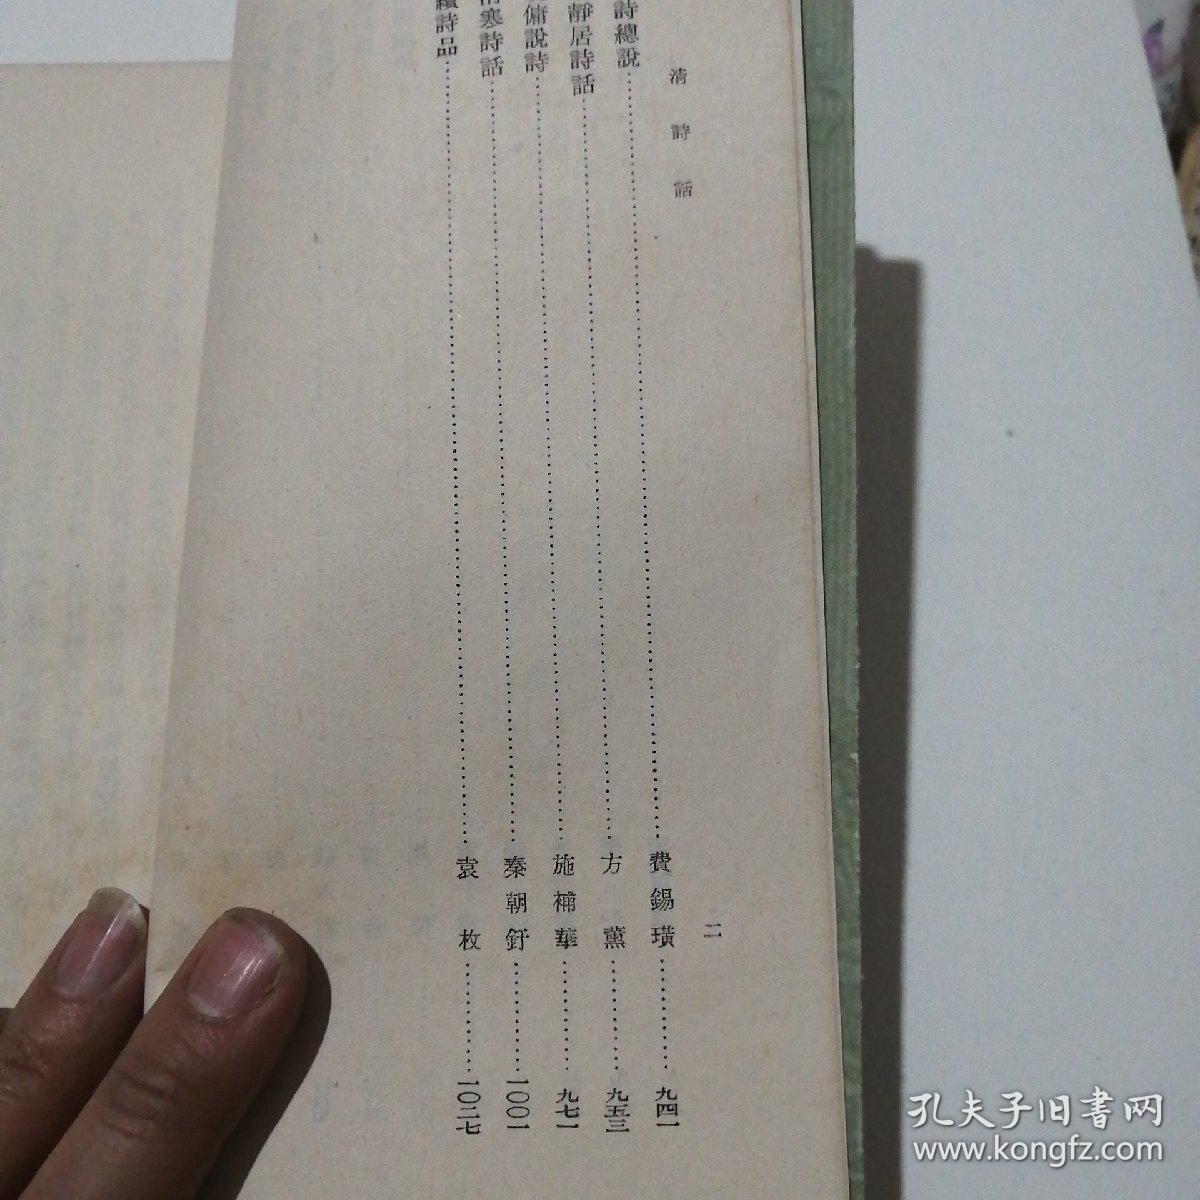 清詩話
二
詩總說 費錫璜 九四一
靜居詩話 方薰 九五三
傭說詩 施補華 九七一
寒詩話 秦朝釪 一〇〇一
續詩品 袁枚 一〇二七
孔夫子旧書网
www.kongfz.com